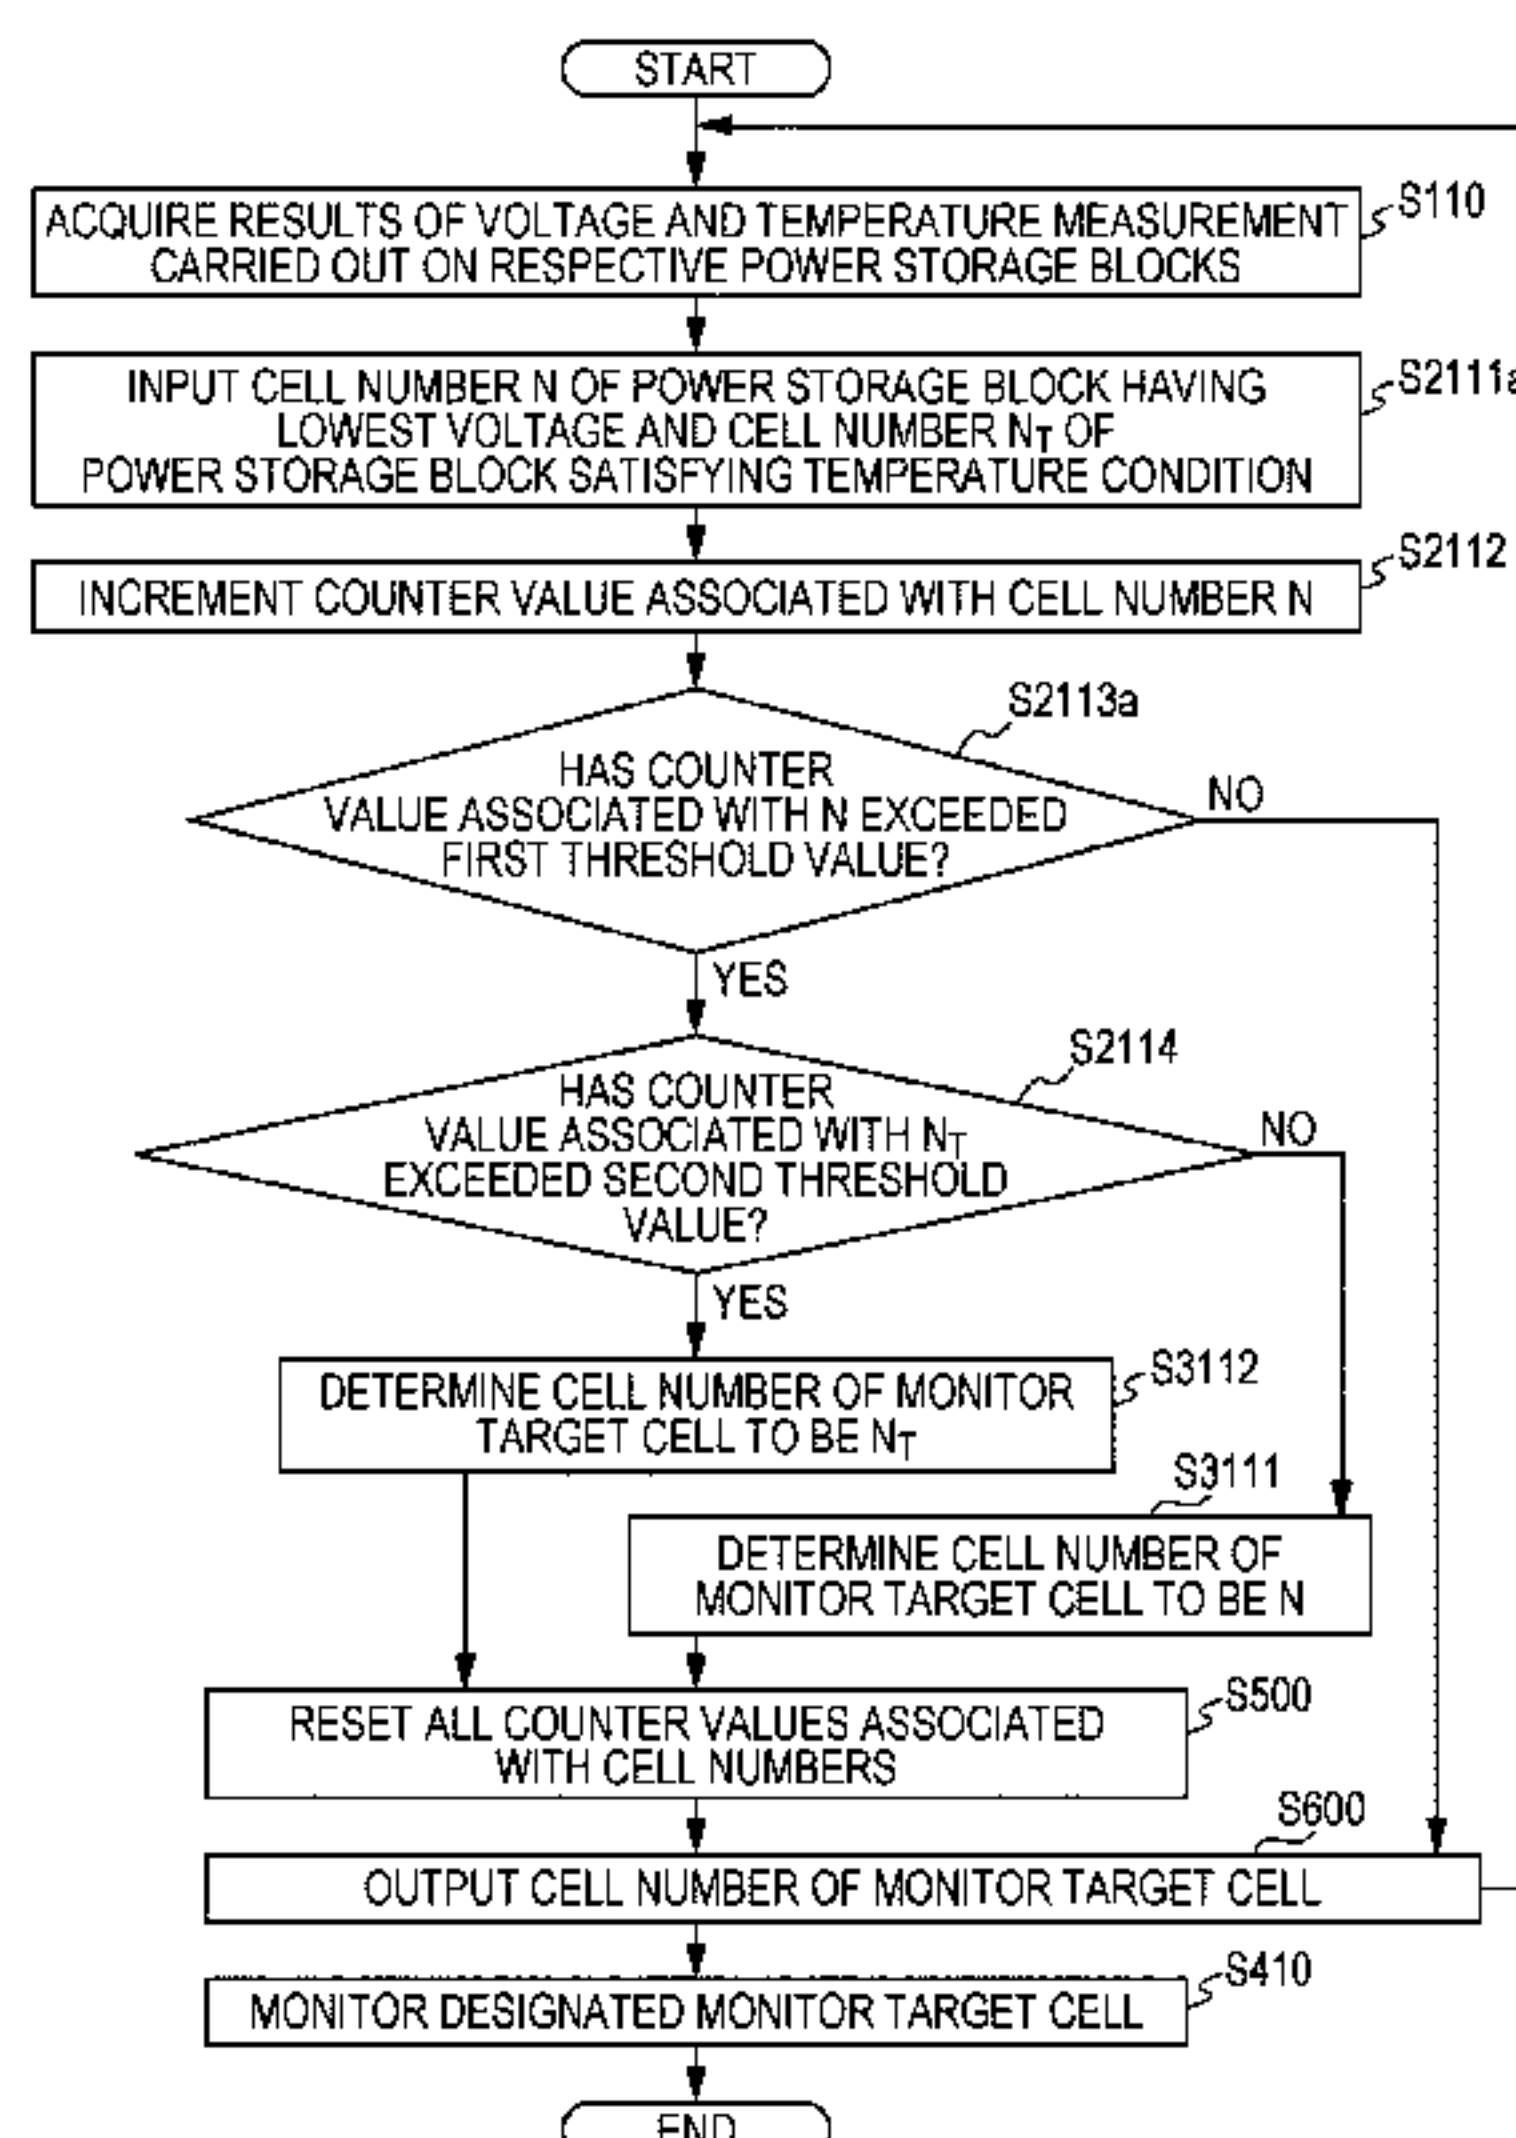 START
ACQUIRE RESULTS OF VOLTAGE AND TEMPERATURE MEASUREMENT
CARRIED OUT ON RESPECTIVE POWER STORAGE BLOCKS
S110
INPUT CELL NUMBER N OF POWER STORAGE BLOCK HAVING
LOWEST VOLTAGE AND CELL NUMBER NT OF
POWER STORAGE BLOCK SATISFYING TEMPERATURE CONDITION
S2111a
INCREMENT COUNTER VALUE ASSOCIATED WITH CELL NUMBER N
S2112
S2113a
HAS COUNTER
VALUE ASSOCIATED WITH N EXCEEDED
FIRST THRESHOLD VALUE?
NO
YES
S2114
HAS COUNTER
VALUE ASSOCIATED WITH NT
EXCEEDED SECOND THRESHOLD
VALUE?
NO
YES
S3112
DETERMINE CELL NUMBER OF MONITOR
TARGET CELL TO BE NT
S3111
DETERMINE CELL NUMBER OF
MONITOR TARGET CELL TO BE N
S500
RESET ALL COUNTER VALUES ASSOCIATED
WITH CELL NUMBERS
S600
OUTPUT CELL NUMBER OF MONITOR TARGET CELL
S410
MONITOR DESIGNATED MONITOR TARGET CELL
END